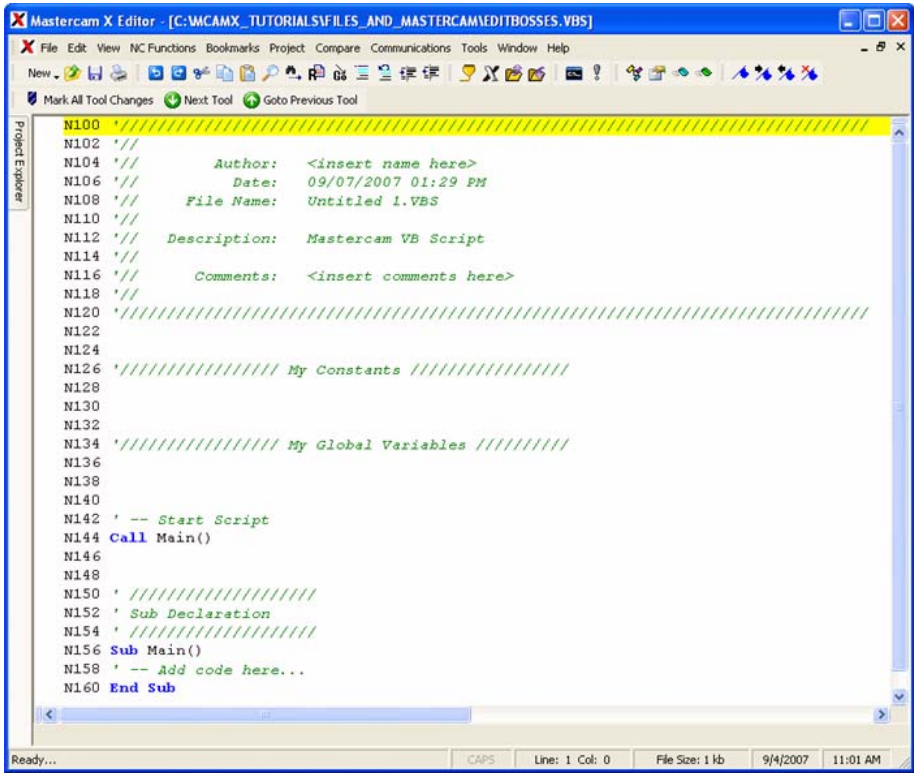 Mastercam X Editor - [C:\MCAMX_TUTORIALS\FILES_AND_MASTERCAM\EDITBOSSES.VBS]
File Edit View NC Functions Bookmarks Project Compare Communications Tools Window Help
New
Mark All Tool Changes Next Tool Goto Previous Tool
Project Explorer
N100 '////////////////////////////////////////////////////////////////////////////////
N102 '//
N104 '// Author: <insert name here>
N106 '// Date: 09/07/2007 01:29 PM
N108 '// File Name: Untitled 1.VBS
N110 '//
N112 '// Description: Mastercam VB Script
N114 '//
N116 '// Comments: <insert comments here>
N118 '//
N120 '////////////////////////////////////////////////////////////////////////////////
N122
N124
N126 '///////////////// My Constants /////////////////
N128
N130
N132
N134 '///////////////// My Global Variables //////////
N136
N138
N140
N142 ' -- Start Script
N144 Call Main()
N146
N148
N150 ' ////////////////////
N152 ' Sub Declaration
N154 ' ////////////////////
N156 Sub Main()
N158 ' -- Add code here...
N160 End Sub
Ready... CAPS Line: 1 Col: 0 File Size: 1 kb 9/4/2007 11:01 AM